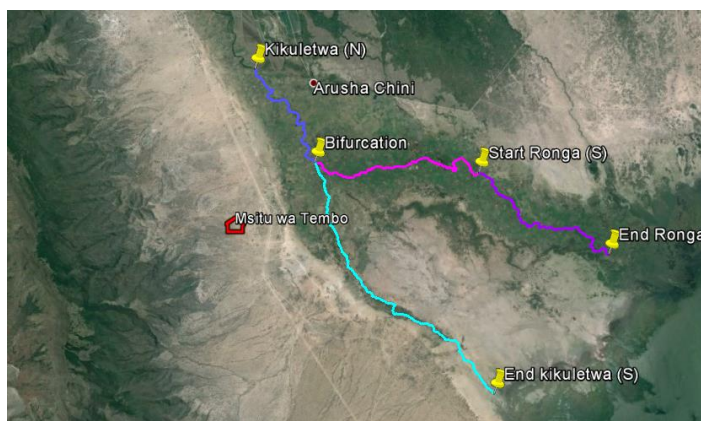 Kikuletwa (N)
Arusha Chini
Bifurcation
Start Ronga (S)
Msitu wa Tembo
End Ronga
End kikuletwa (S)